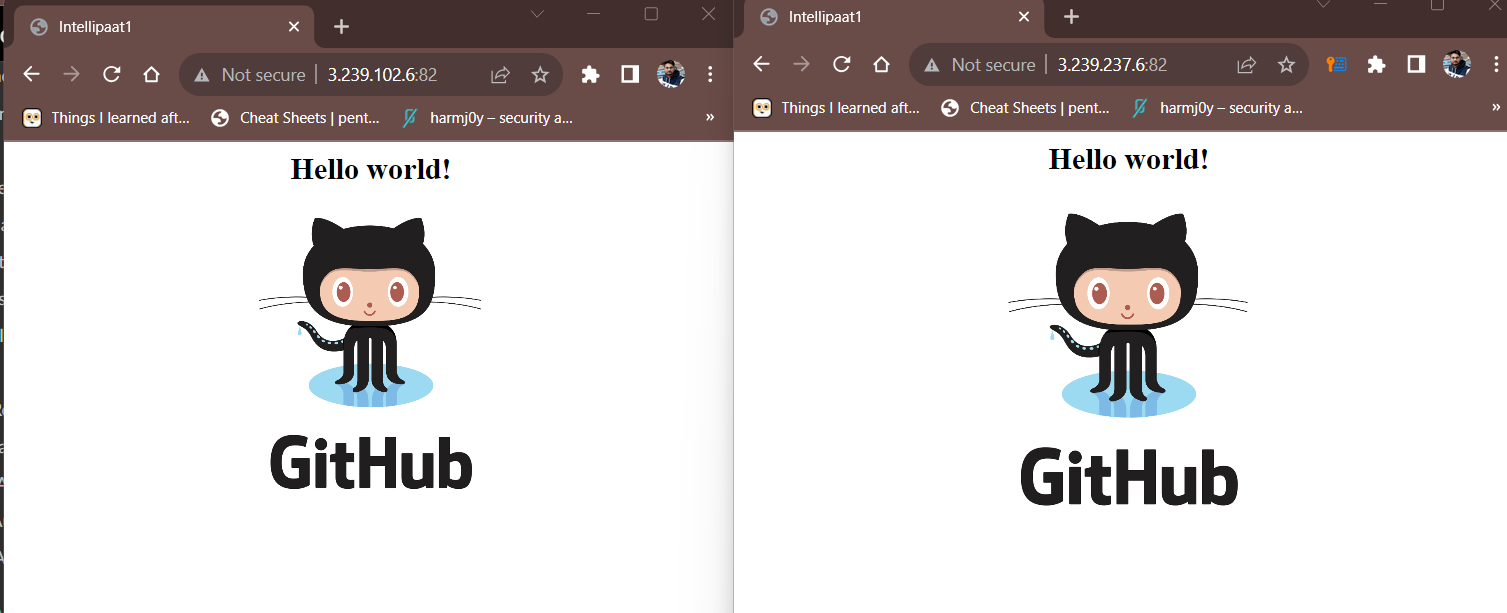 Intellipaat1
Not secure 3.239.102.6:82
Things I learned aft... Cheat Sheets | pent... harmj0y – security a... »
Hello world!
GitHub
Intellipaat1
Not secure 3.239.237.6:82
Things I learned aft... Cheat Sheets | pent... harmj0y – security a... »
Hello world!
GitHub